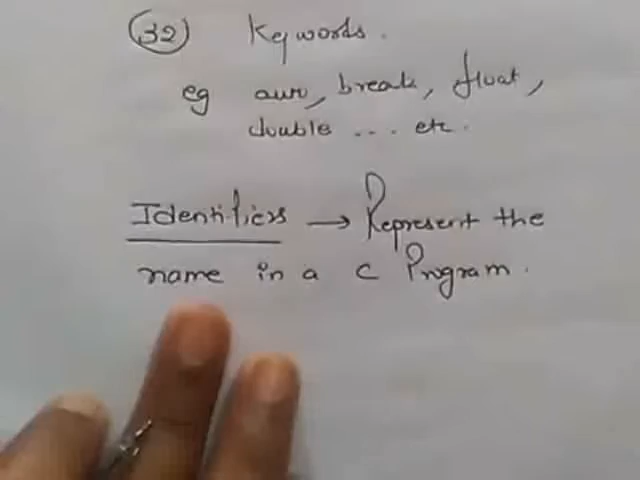 32 Keywords.
eg auto, break, float,
double ... etc.
Identifiers → Represent the
name in a C Program.